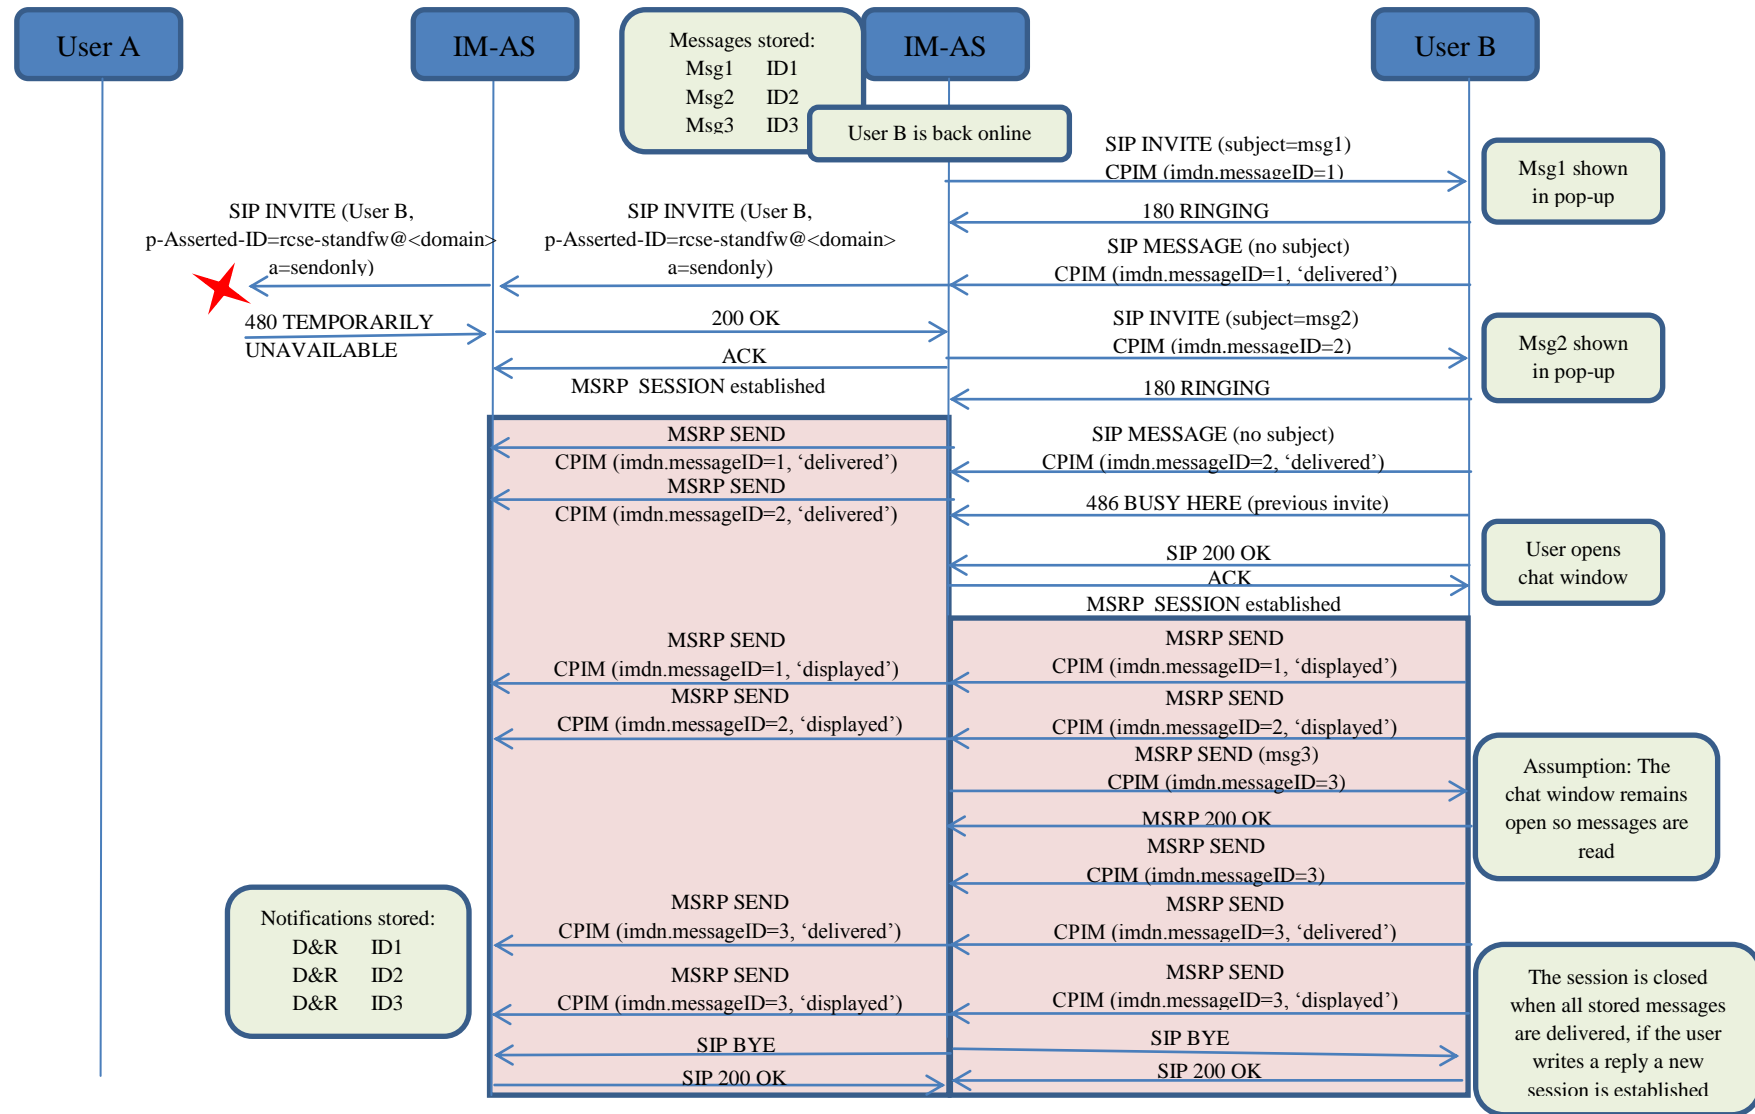 User A
IM-AS
Messages stored:
Msg1 ID1
Msg2 ID2
Msg3 ID3
IM-AS
User B
User B is back online
SIP INVITE (subject=msg1)
CPIM (imdn.messageID=1)
Msg1 shown
in pop-up
SIP INVITE (User B,
p-Asserted-ID=rcse-standfw@<domain>
a=sendonly)
SIP INVITE (User B,
p-Asserted-ID=rcse-standfw@<domain>
a=sendonly)
180 RINGING
SIP MESSAGE (no subject)
CPIM (imdn.messageID=1, ‘delivered’)
480 TEMPORARILY
UNAVAILABLE
200 OK
ACK
MSRP SESSION established
SIP INVITE (subject=msg2)
CPIM (imdn.messageID=2)
Msg2 shown
in pop-up
180 RINGING
MSRP SEND
CPIM (imdn.messageID=1, ‘delivered’)
MSRP SEND
CPIM (imdn.messageID=2, ‘delivered’)
SIP MESSAGE (no subject)
CPIM (imdn.messageID=2, ‘delivered’)
486 BUSY HERE (previous invite)
SIP 200 OK
ACK
MSRP SESSION established
User opens
chat window
MSRP SEND
CPIM (imdn.messageID=1, ‘displayed’)
MSRP SEND
CPIM (imdn.messageID=2, ‘displayed’)
MSRP SEND
CPIM (imdn.messageID=1, ‘displayed’)
MSRP SEND
CPIM (imdn.messageID=2, ‘displayed’)
MSRP SEND (msg3)
CPIM (imdn.messageID=3)
MSRP 200 OK
MSRP SEND
CPIM (imdn.messageID=3)
Assumption: The
chat window remains
open so messages are
read
Notifications stored:
D&R ID1
D&R ID2
D&R ID3
MSRP SEND
CPIM (imdn.messageID=3, ‘delivered’)
MSRP SEND
CPIM (imdn.messageID=3, ‘displayed’)
SIP BYE
SIP 200 OK
MSRP SEND
CPIM (imdn.messageID=3, ‘delivered’)
MSRP SEND
CPIM (imdn.messageID=3, ‘displayed’)
SIP BYE
SIP 200 OK
The session is closed
when all stored messages
are delivered, if the user
writes a reply a new
session is established